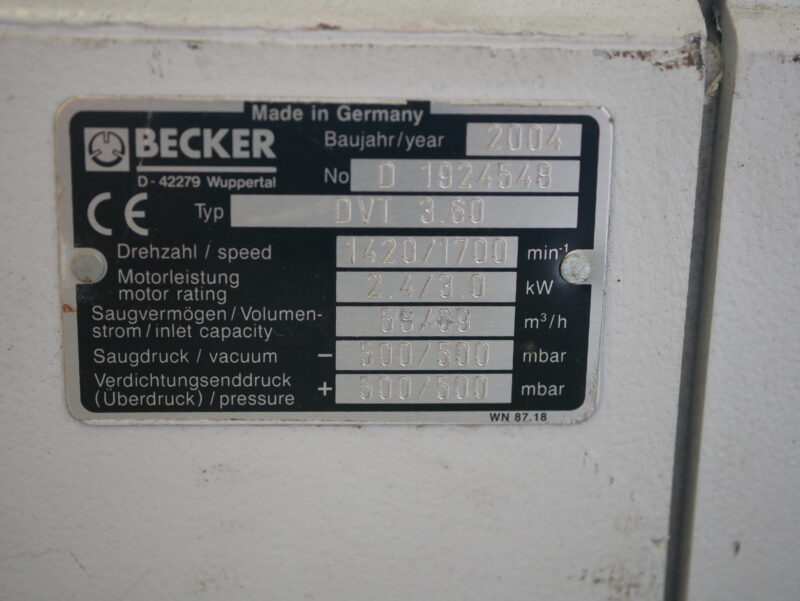 Made in Germany
BECKER Baujahr/year 2004
D-42279 Wuppertal No D 1924548
CE Typ DVT 3.60
Drehzahl / speed 1420/1700 min-1
Motorleistung
motor rating 2.4/3.0 kW
Saugvermögen / Volumen-
strom / inlet capacity 58/69 m³/h
Saugdruck / vacuum – 500/500 mbar
Verdichtungsenddruck
(Überdruck) / pressure + 500/500 mbar
WN 87.18